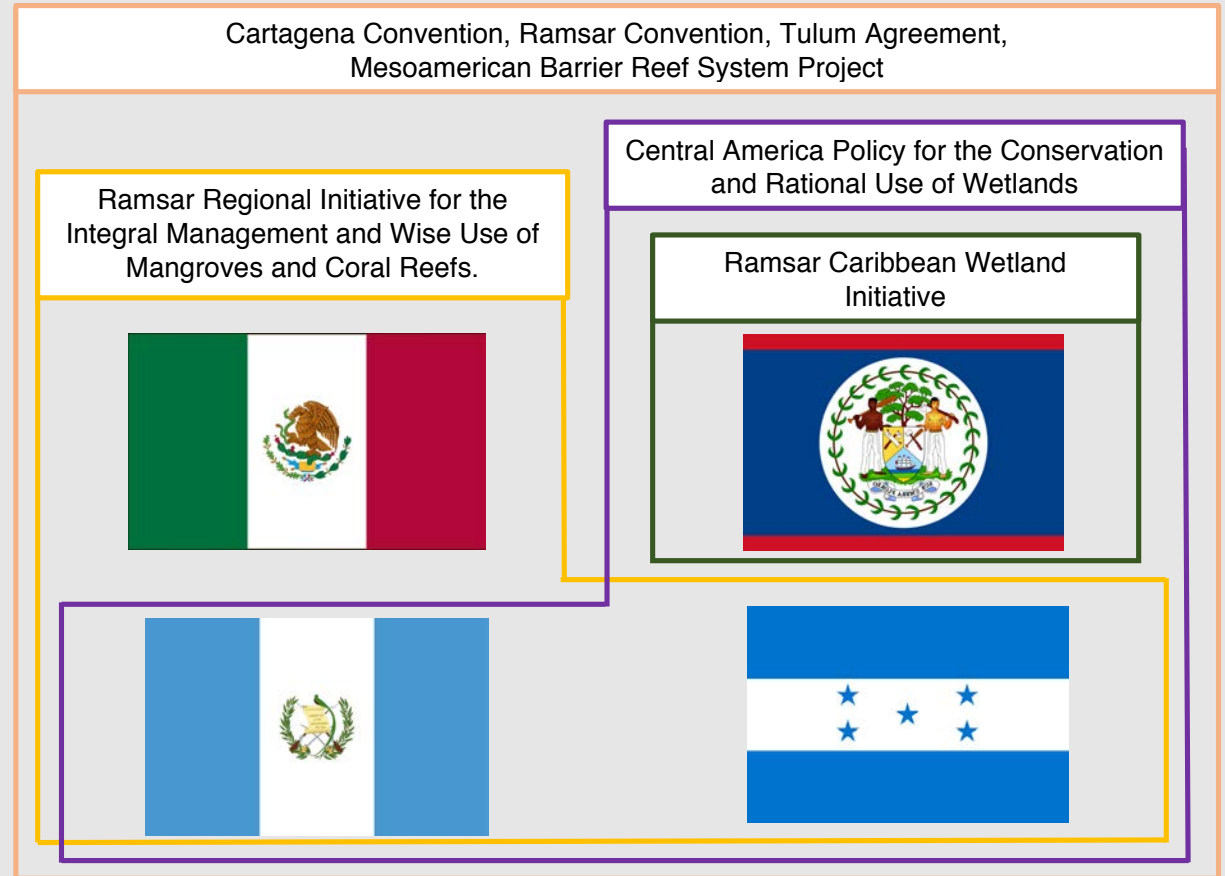 Cartagena Convention, Ramsar Convention, Tulum Agreement,
Mesoamerican Barrier Reef System Project
Central America Policy for the Conservation
and Rational Use of Wetlands
Ramsar Regional Initiative for the
Integral Management and Wise Use of
Mangroves and Coral Reefs.
Ramsar Caribbean Wetland
Initiative